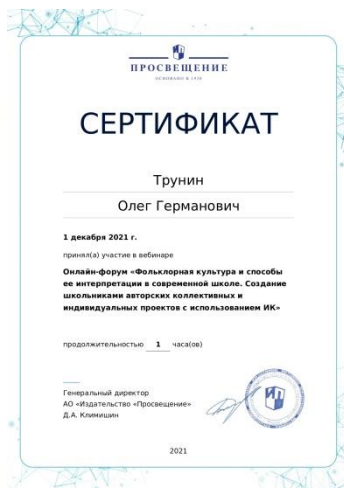 ПРОСВЕЩЕНИЕ
ОСНОВАНО В 1930
СЕРТИФИКАТ
Трунин
Олег Германович
1 декабря 2021 г.
принял(а) участие в вебинаре
Онлайн-форум «Фольклорная культура и способы
ее интерпретации в современной школе. Создание
школьниками авторских коллективных и
индивидуальных проектов с использованием ИК»
продолжительностью 1 часа(ов)
Генеральный директор
АО «Издательство «Просвещение»
Д.А. Климишин
2021